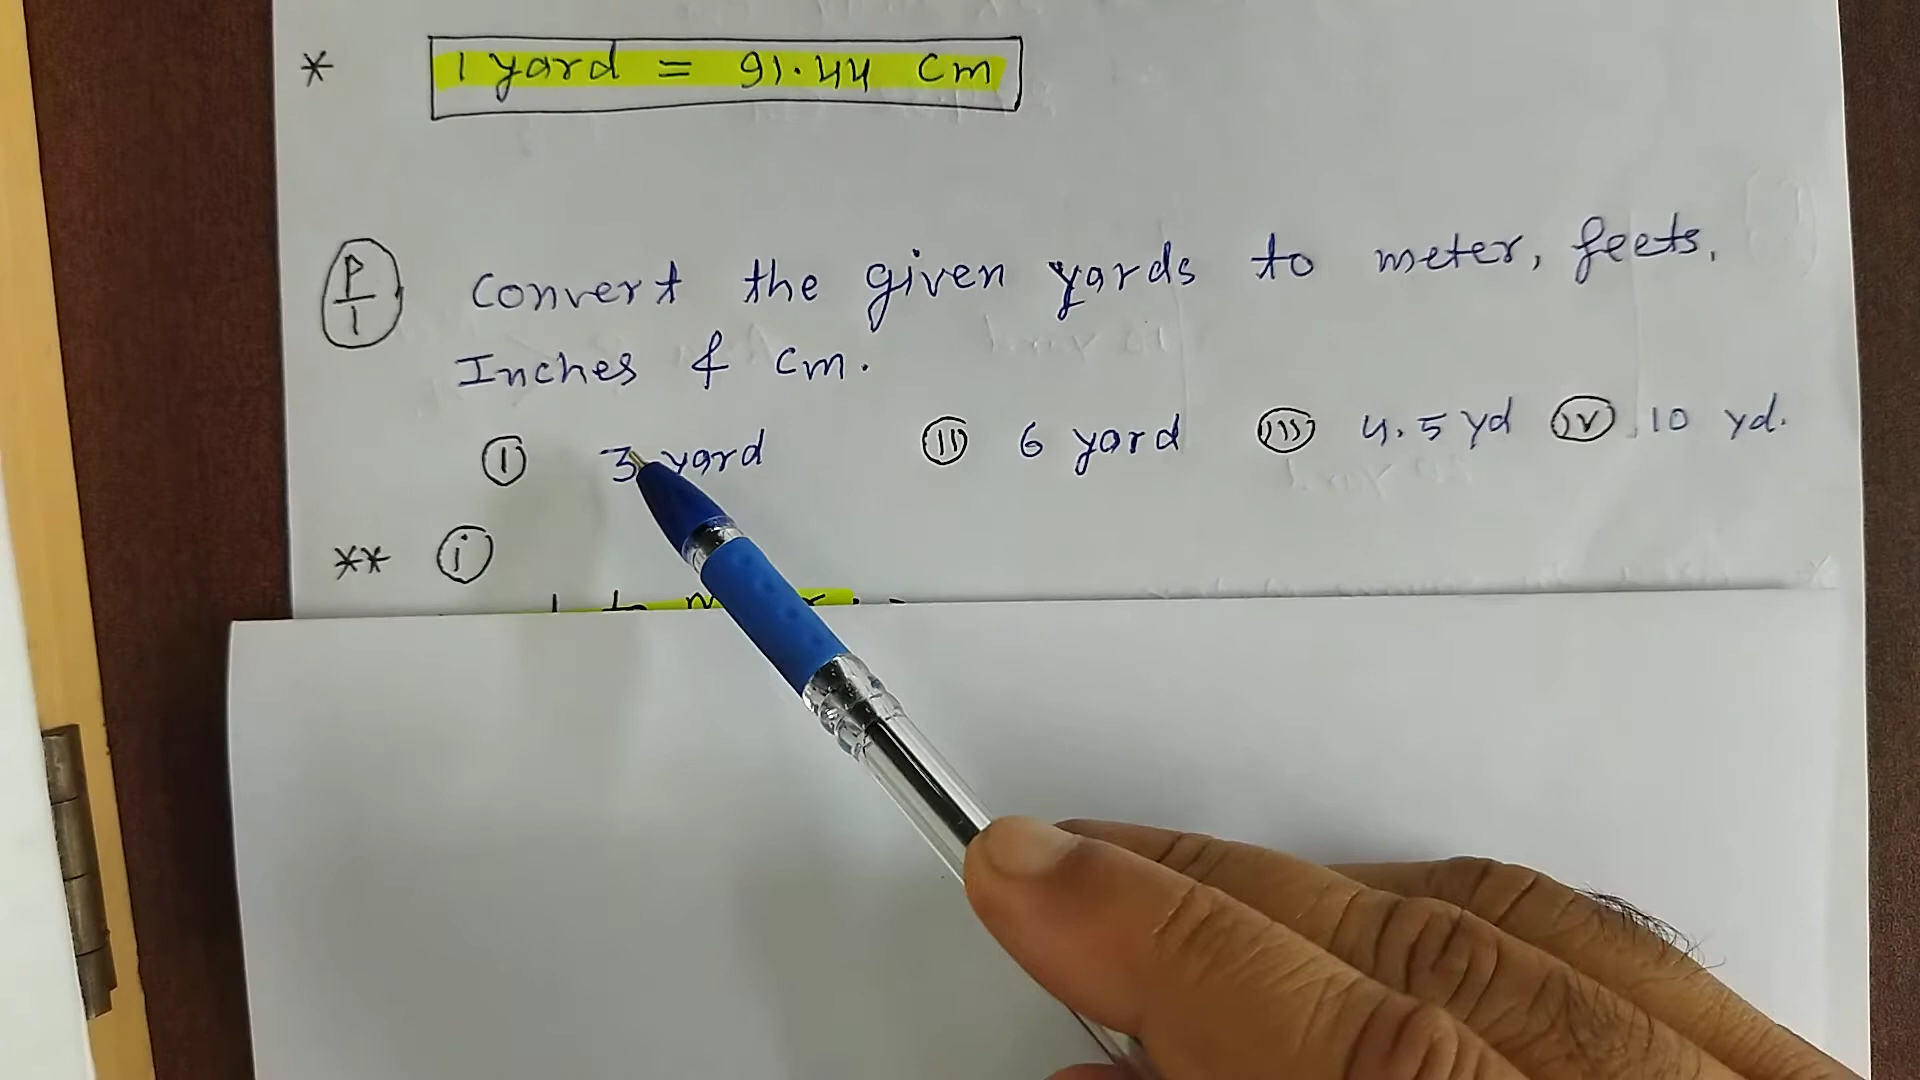 * 1 yard = 91.44 cm
P/1 Convert the given yards to meter, feets,
Inches & cm.
(i) 3 yard (ii) 6 yard (iii) 4.5 yd (iv) 10 yd.
** (i)